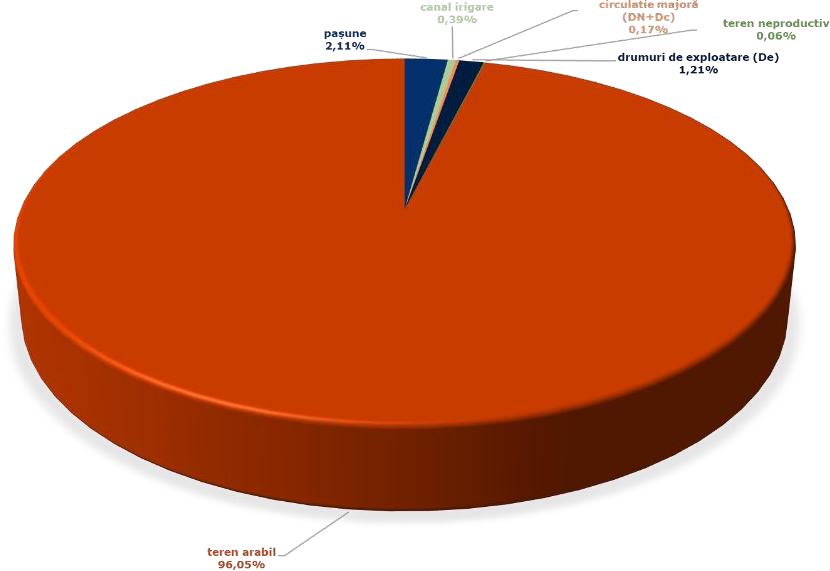 canal irigare
0,39%
circulatie majoră
(DN+Dc)
0,17%
teren neproductiv
0,06%
pașune
2,11%
drumuri de exploatare (De)
1,21%
teren arabil
96,05%